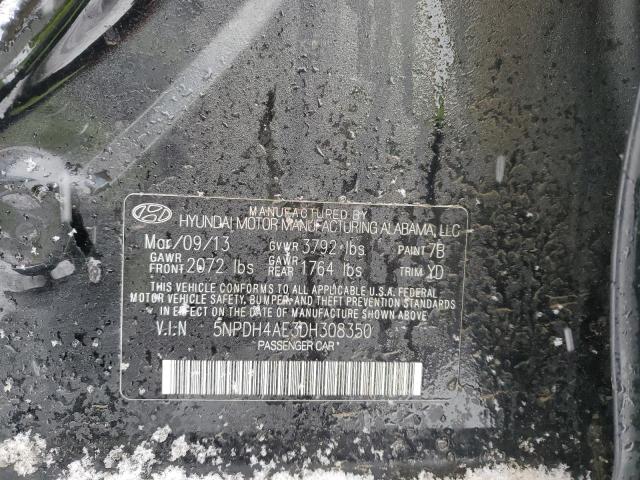 MANUFACTURED BY
HYUNDAI MOTOR MANUFACTURING ALABAMA, LLC
Mar/09/13 GVWR 3792 lbs PAINT 7B
GAWR FRONT 2072 lbs GAWR REAR 1764 lbs TRIM YD
THIS VEHICLE CONFORMS TO ALL APPLICABLE U.S.A. FEDERAL
MOTOR VEHICLE SAFETY, BUMPER, AND THEFT PREVENTION STANDARDS
IN EFFECT ON THE DATE OF MANUFACTURE SHOWN ABOVE
V.I.N 5NPDH4AE3DH308350
PASSENGER CAR